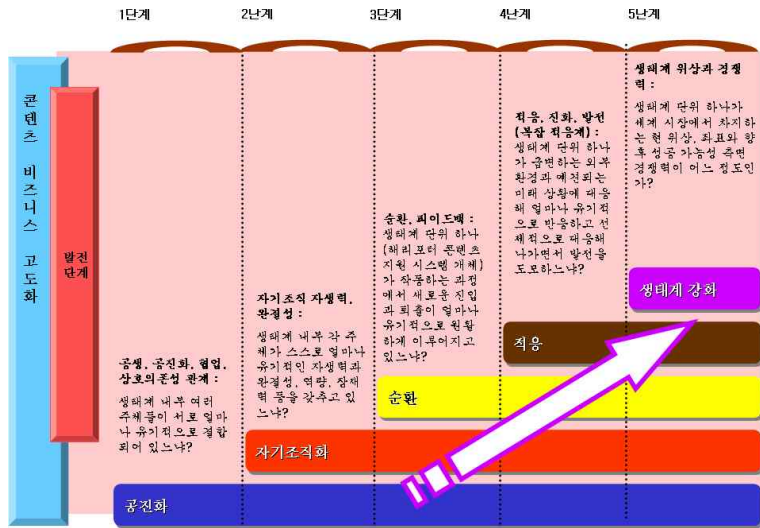 1단계
2단계
3단계
4단계
5단계
콘텐츠 비즈니스 고도화
발전
단계
공생, 공진화, 협업,
상호의존성 관계 :
생태계 내부 여러
주체들이 서로 얼마
나 유기적으로 결합
되어 있느냐?
자기조직 자생력,
완결성 :
생태계 내부 각 주
체가 스스로 얼마나
유기적인 자생력과
완결성, 역량, 잠재
력 등을 갖추고 있
느냐?
순환, 피이드백 :
생태계 단위 하나
(해리포터 콘텐츠
지원 시스템 개체)
가 작동하는 과정
에서 새로운 진입
과 퇴출이 얼마나
유기적으로 원활
하게 이루어지고
있느냐?
적응, 진화, 발전
(복잡 적응계) :
생태계 단위 하나
가 급변하는 외부
환경과 예견되는
미래 상황에 대응
해 얼마나 유기적
으로 반응하고 선
제적으로 대응해
나가면서 발전을
도모하느냐?
생태계 위상과 경쟁
력 :
생태계 단위 하나가
세계 시장에서 차지하
는 현 위상, 좌표와 향
후 성공 가능성 측면
경쟁력이 어느 정도인
가?
생태계 강화
적응
순환
자기조직화
공진화